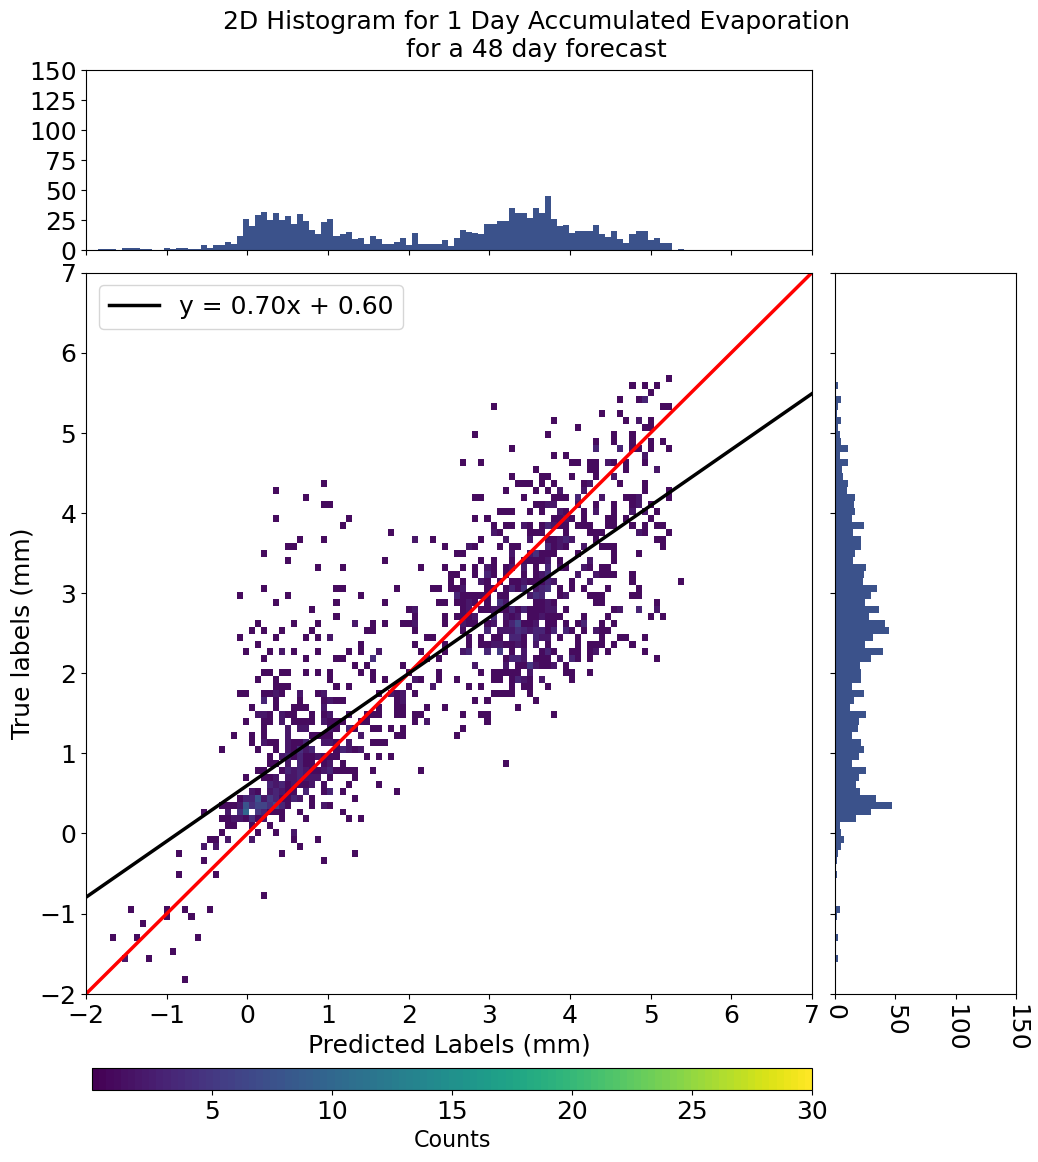 2D Histogram for 1 Day Accumulated Evaporation
for a 48 day forecast
150
125
100
75
50
25
0
7
6
5
4
3
2
1
0
−1
−2
True labels (mm)
y = 0.70x + 0.60
−2 −1 0 1 2 3 4 5 6 7
Predicted Labels (mm)
0 50 100 150
5 10 15 20 25 30
Counts